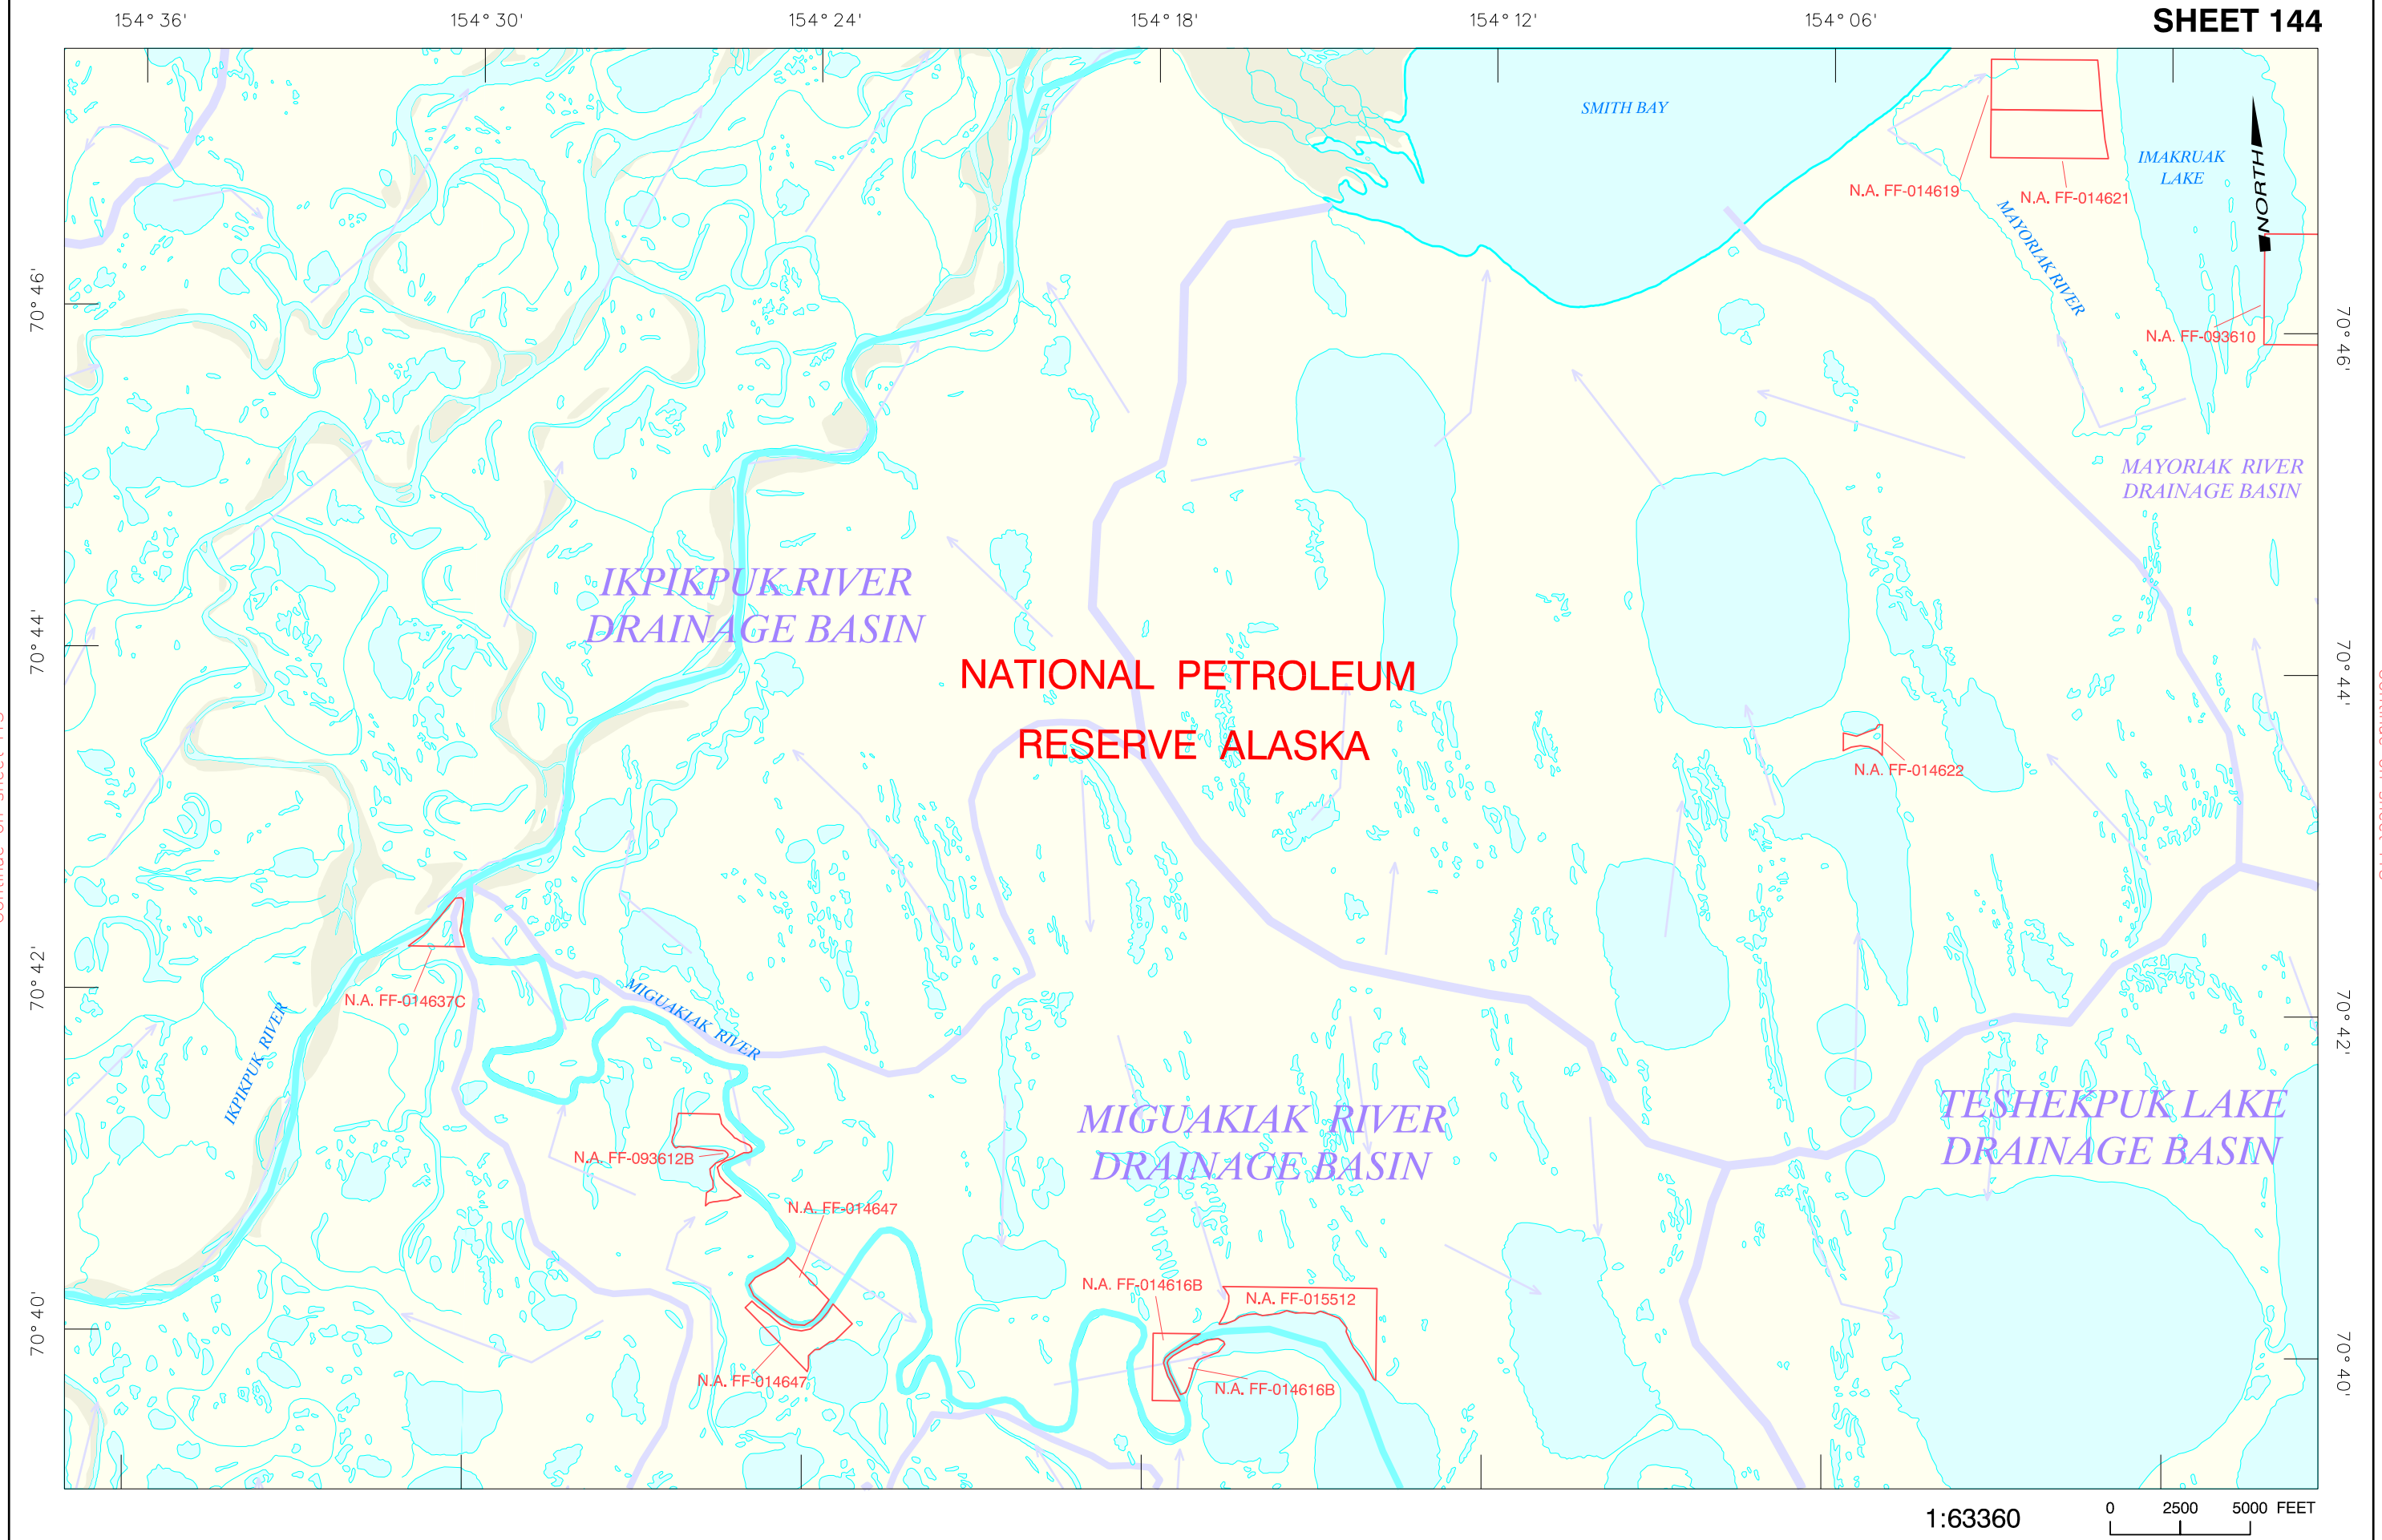 154° 36'
154° 30'
154° 24'
154° 18'
154° 12'
154° 06'
SHEET 144
SMITH BAY
IMAKRUAK
LAKE
NORTH
N.A. FF-014619
N.A. FF-014621
MAYORIAK RIVER
70° 46'
70° 46'
N.A. FF-093610
MAYORIAK RIVER
DRAINAGE BASIN
IKPIKPUK RIVER
DRAINAGE BASIN
70° 44'
70° 44'
NATIONAL PETROLEUM
RESERVE ALASKA
N.A. FF-014622
70° 42'
70° 42'
N.A. FF-014637C
IKPIKPUK RIVER
MIGUAKIAK RIVER
MIGUAKIAK RIVER
DRAINAGE BASIN
TESHEKPUK LAKE
DRAINAGE BASIN
N.A. FF-093612B
N.A. FF-014647
N.A. FF-014616B
N.A. FF-015512
70° 40'
70° 40'
N.A. FF-014647
N.A. FF-014616B
1:63360
0 2500 5000 FEET